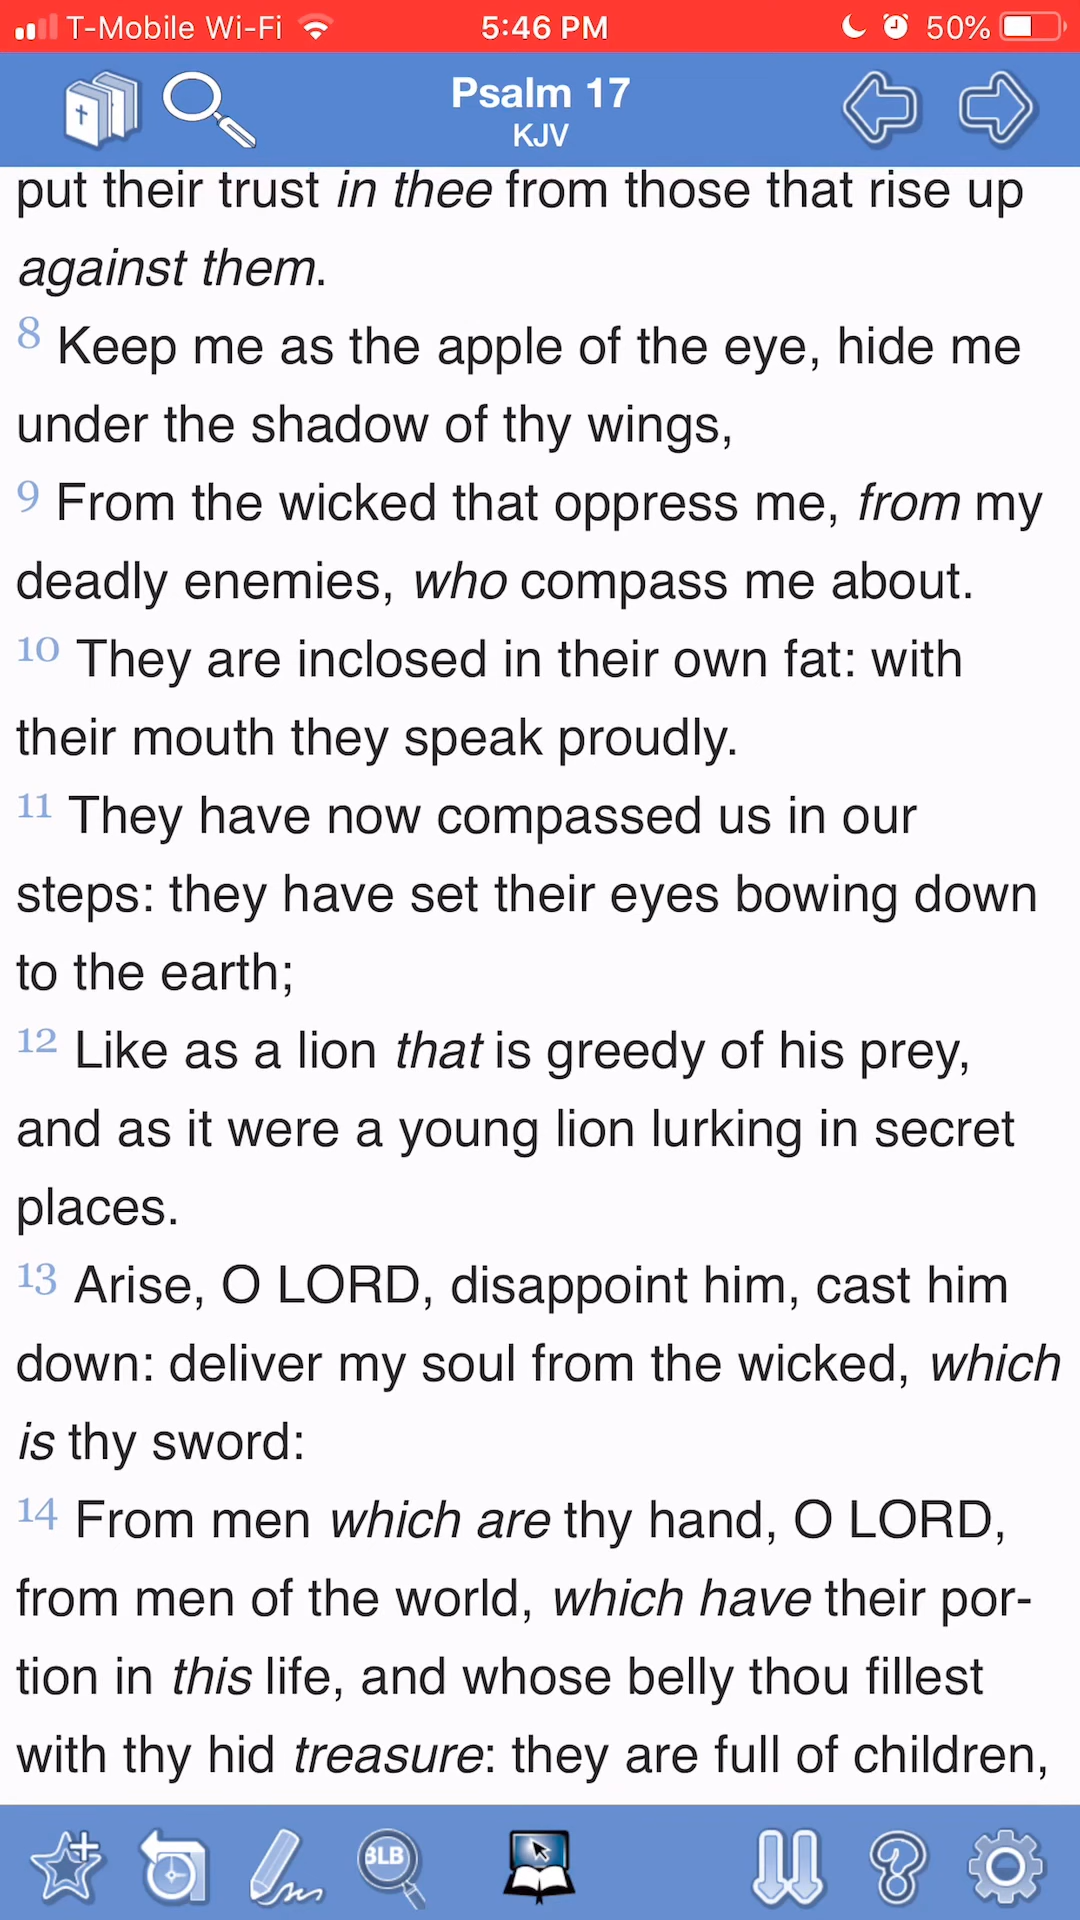 T-Mobile Wi-Fi 5:46 PM 50%
Psalm 17
KJV
put their trust in thee from those that rise up
against them.
8 Keep me as the apple of the eye, hide me
under the shadow of thy wings,
9 From the wicked that oppress me, from my
deadly enemies, who compass me about.
10 They are inclosed in their own fat: with
their mouth they speak proudly.
11 They have now compassed us in our
steps: they have set their eyes bowing down
to the earth;
12 Like as a lion that is greedy of his prey,
and as it were a young lion lurking in secret
places.
13 Arise, O LORD, disappoint him, cast him
down: deliver my soul from the wicked, which
is thy sword:
14 From men which are thy hand, O LORD,
from men of the world, which have their por-
tion in this life, and whose belly thou fillest
with thy hid treasure: they are full of children,
BLB